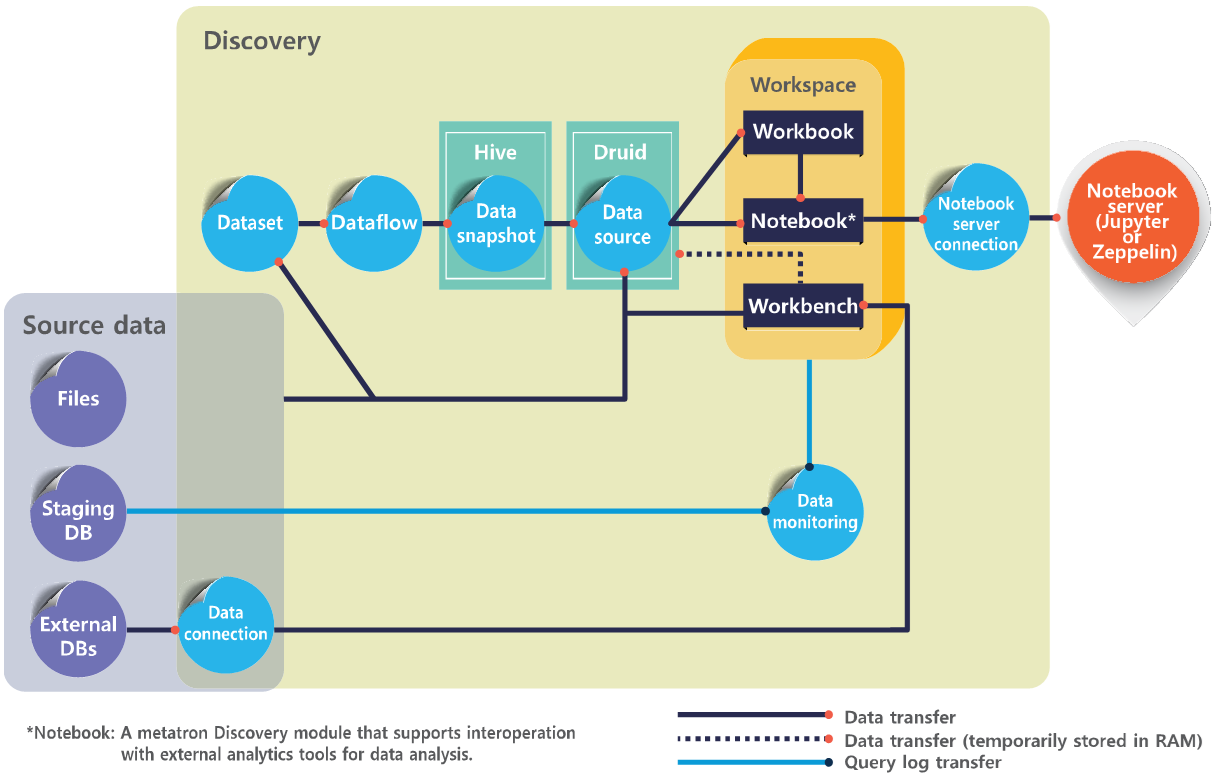 Discovery
Workspace
Workbook
Hive
Druid
Dataset
Dataflow
Data
snapshot
Data
source
Notebook*
Notebook
server
connection
Notebook
server
(Jupyter
or
Zeppelin)
Workbench
Source data
Files
Staging
DB
Data
monitoring
External
DBs
Data
connection
*Notebook: A metatron Discovery module that supports interoperation
with external analytics tools for data analysis.
Data transfer
Data transfer (temporarily stored in RAM)
Query log transfer